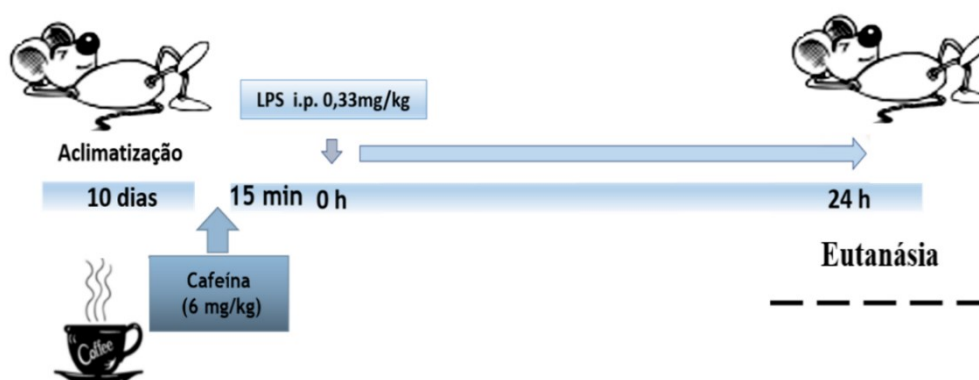 LPS i.p. 0,33mg/kg
Aclimatização
10 dias
15 min
0 h
24 h
Cafeína
(6 mg/kg)
Eutanásia
Coffee